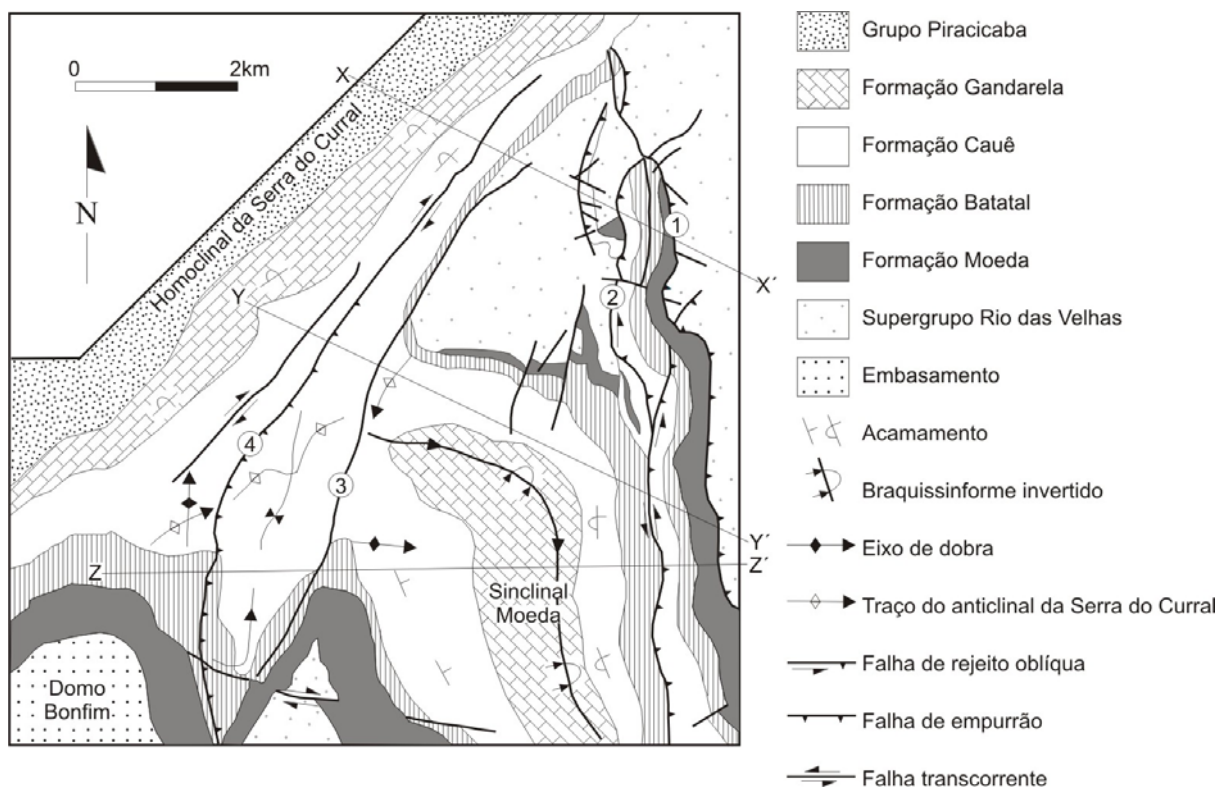 0 2km
N
Homoclinal da Serra do Curral
X
X´
Y
Y´
Z
Z´
1
2
3
4
Sinclinal
Moeda
Domo
Bonfim
Grupo Piracicaba
Formação Gandarela
Formação Cauê
Formação Batatal
Formação Moeda
Supergrupo Rio das Velhas
Embasamento
Acamamento
Braquissinforme invertido
Eixo de dobra
Traço do anticlinal da Serra do Curral
Falha de rejeito oblíqua
Falha de empurrão
Falha transcorrente